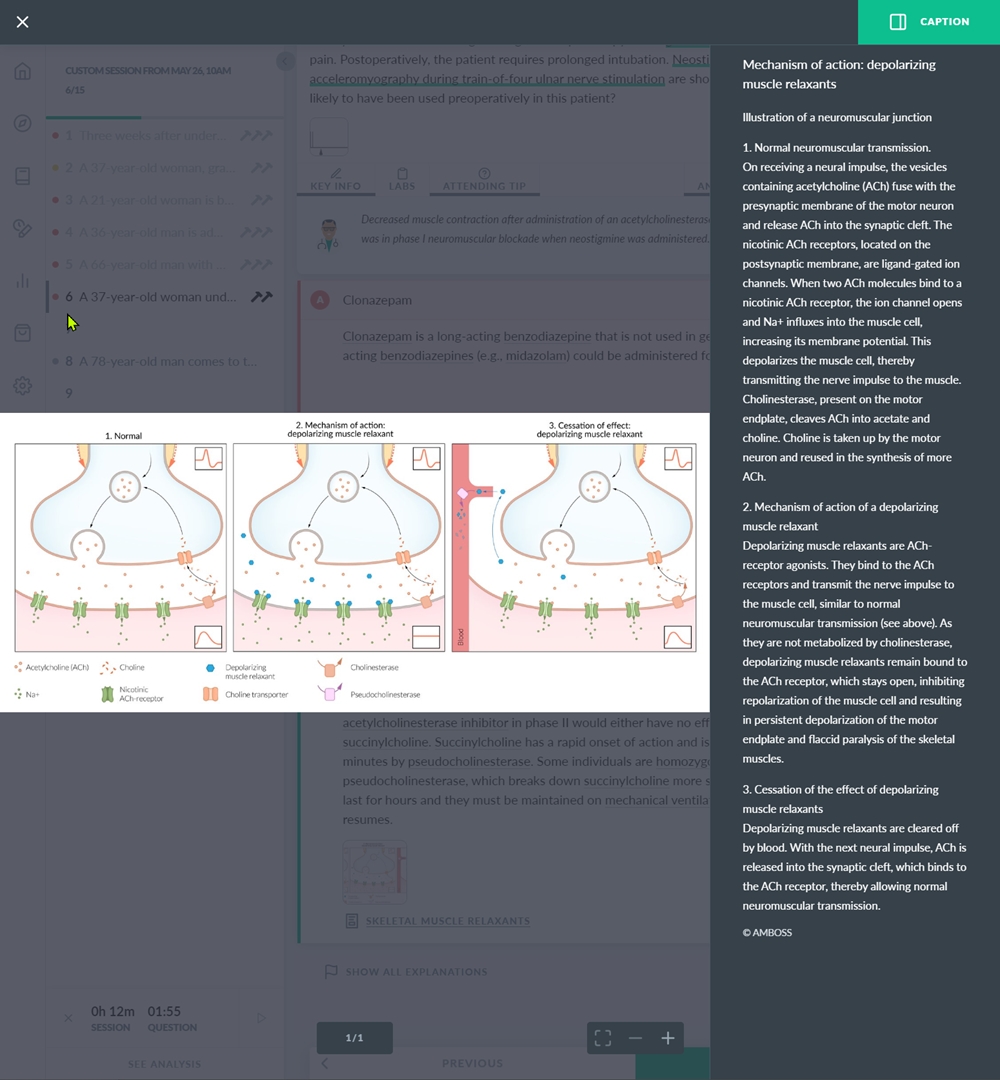 CAPTION
CUSTOM SESSION FROM MAY 26, 10AM
6/15
1 Three weeks after under...
2 A 37-year-old woman, gra...
3 A 21-year-old woman is b...
4 A 36-year-old man is ad...
5 A 66-year-old man with ...
6 A 37-year-old woman und...
8 A 78-year-old man comes to t...
9
pain. Postoperatively, the patient requires prolonged intubation. Neosti
acceleromyography during train-of-four ulnar nerve stimulation are sho
likely to have been used preoperatively in this patient?
KEY INFO
LABS
ATTENDING TIP
AN
Decreased muscle contraction after administration of an acetylcholinesterase
was in phase I neuromuscular blockade when neostigmine was administered.
A Clonazepam
Clonazepam is a long-acting benzodiazepine that is not used in ge
acting benzodiazepines (e.g., midazolam) could be administered fo
1. Normal
2. Mechanism of action:
depolarizing muscle relaxant
3. Cessation of effect:
depolarizing muscle relaxant
Blood
Acetylcholine (ACh)
Choline
Depolarizing
muscle relaxant
Cholinesterase
Na+
Nicotinic
ACh-receptor
Choline transporter
Pseudocholinesterase
acetylcholinesterase inhibitor in phase II would either have no eff
succinylcholine. Succinylcholine has a rapid onset of action and is
minutes by pseudocholinesterase. Some individuals are homozygo
pseudocholinesterase, which breaks down succinylcholine more s
last for hours and they must be maintained on mechanical ventila
resumes.
SKELETAL MUSCLE RELAXANTS
SHOW ALL EXPLANATIONS
0h 12m 01:55
SESSION QUESTION
SEE ANALYSIS
1/1
PREVIOUS
Mechanism of action: depolarizing
muscle relaxants
Illustration of a neuromuscular junction
1. Normal neuromuscular transmission.
On receiving a neural impulse, the vesicles
containing acetylcholine (ACh) fuse with the
presynaptic membrane of the motor neuron
and release ACh into the synaptic cleft. The
nicotinic ACh receptors, located on the
postsynaptic membrane, are ligand-gated ion
channels. When two ACh molecules bind to a
nicotinic ACh receptor, the ion channel opens
and Na+ influxes into the muscle cell,
increasing its membrane potential. This
depolarizes the muscle cell, thereby
transmitting the nerve impulse to the muscle.
Cholinesterase, present on the motor
endplate, cleaves ACh into acetate and
choline. Choline is taken up by the motor
neuron and reused in the synthesis of more
ACh.
2. Mechanism of action of a depolarizing
muscle relaxant
Depolarizing muscle relaxants are ACh-
receptor agonists. They bind to the ACh
receptors and transmit the nerve impulse to
the muscle cell, similar to normal
neuromuscular transmission (see above). As
they are not metabolized by cholinesterase,
depolarizing muscle relaxants remain bound to
the ACh receptor, which stays open, inhibiting
repolarization of the muscle cell and resulting
in persistent depolarization of the motor
endplate and flaccid paralysis of the skeletal
muscles.
3. Cessation of the effect of depolarizing
muscle relaxants
Depolarizing muscle relaxants are cleared off
by blood. With the next neural impulse, ACh is
released into the synaptic cleft, which binds to
the ACh receptor, thereby allowing normal
neuromuscular transmission.
© AMBOSS